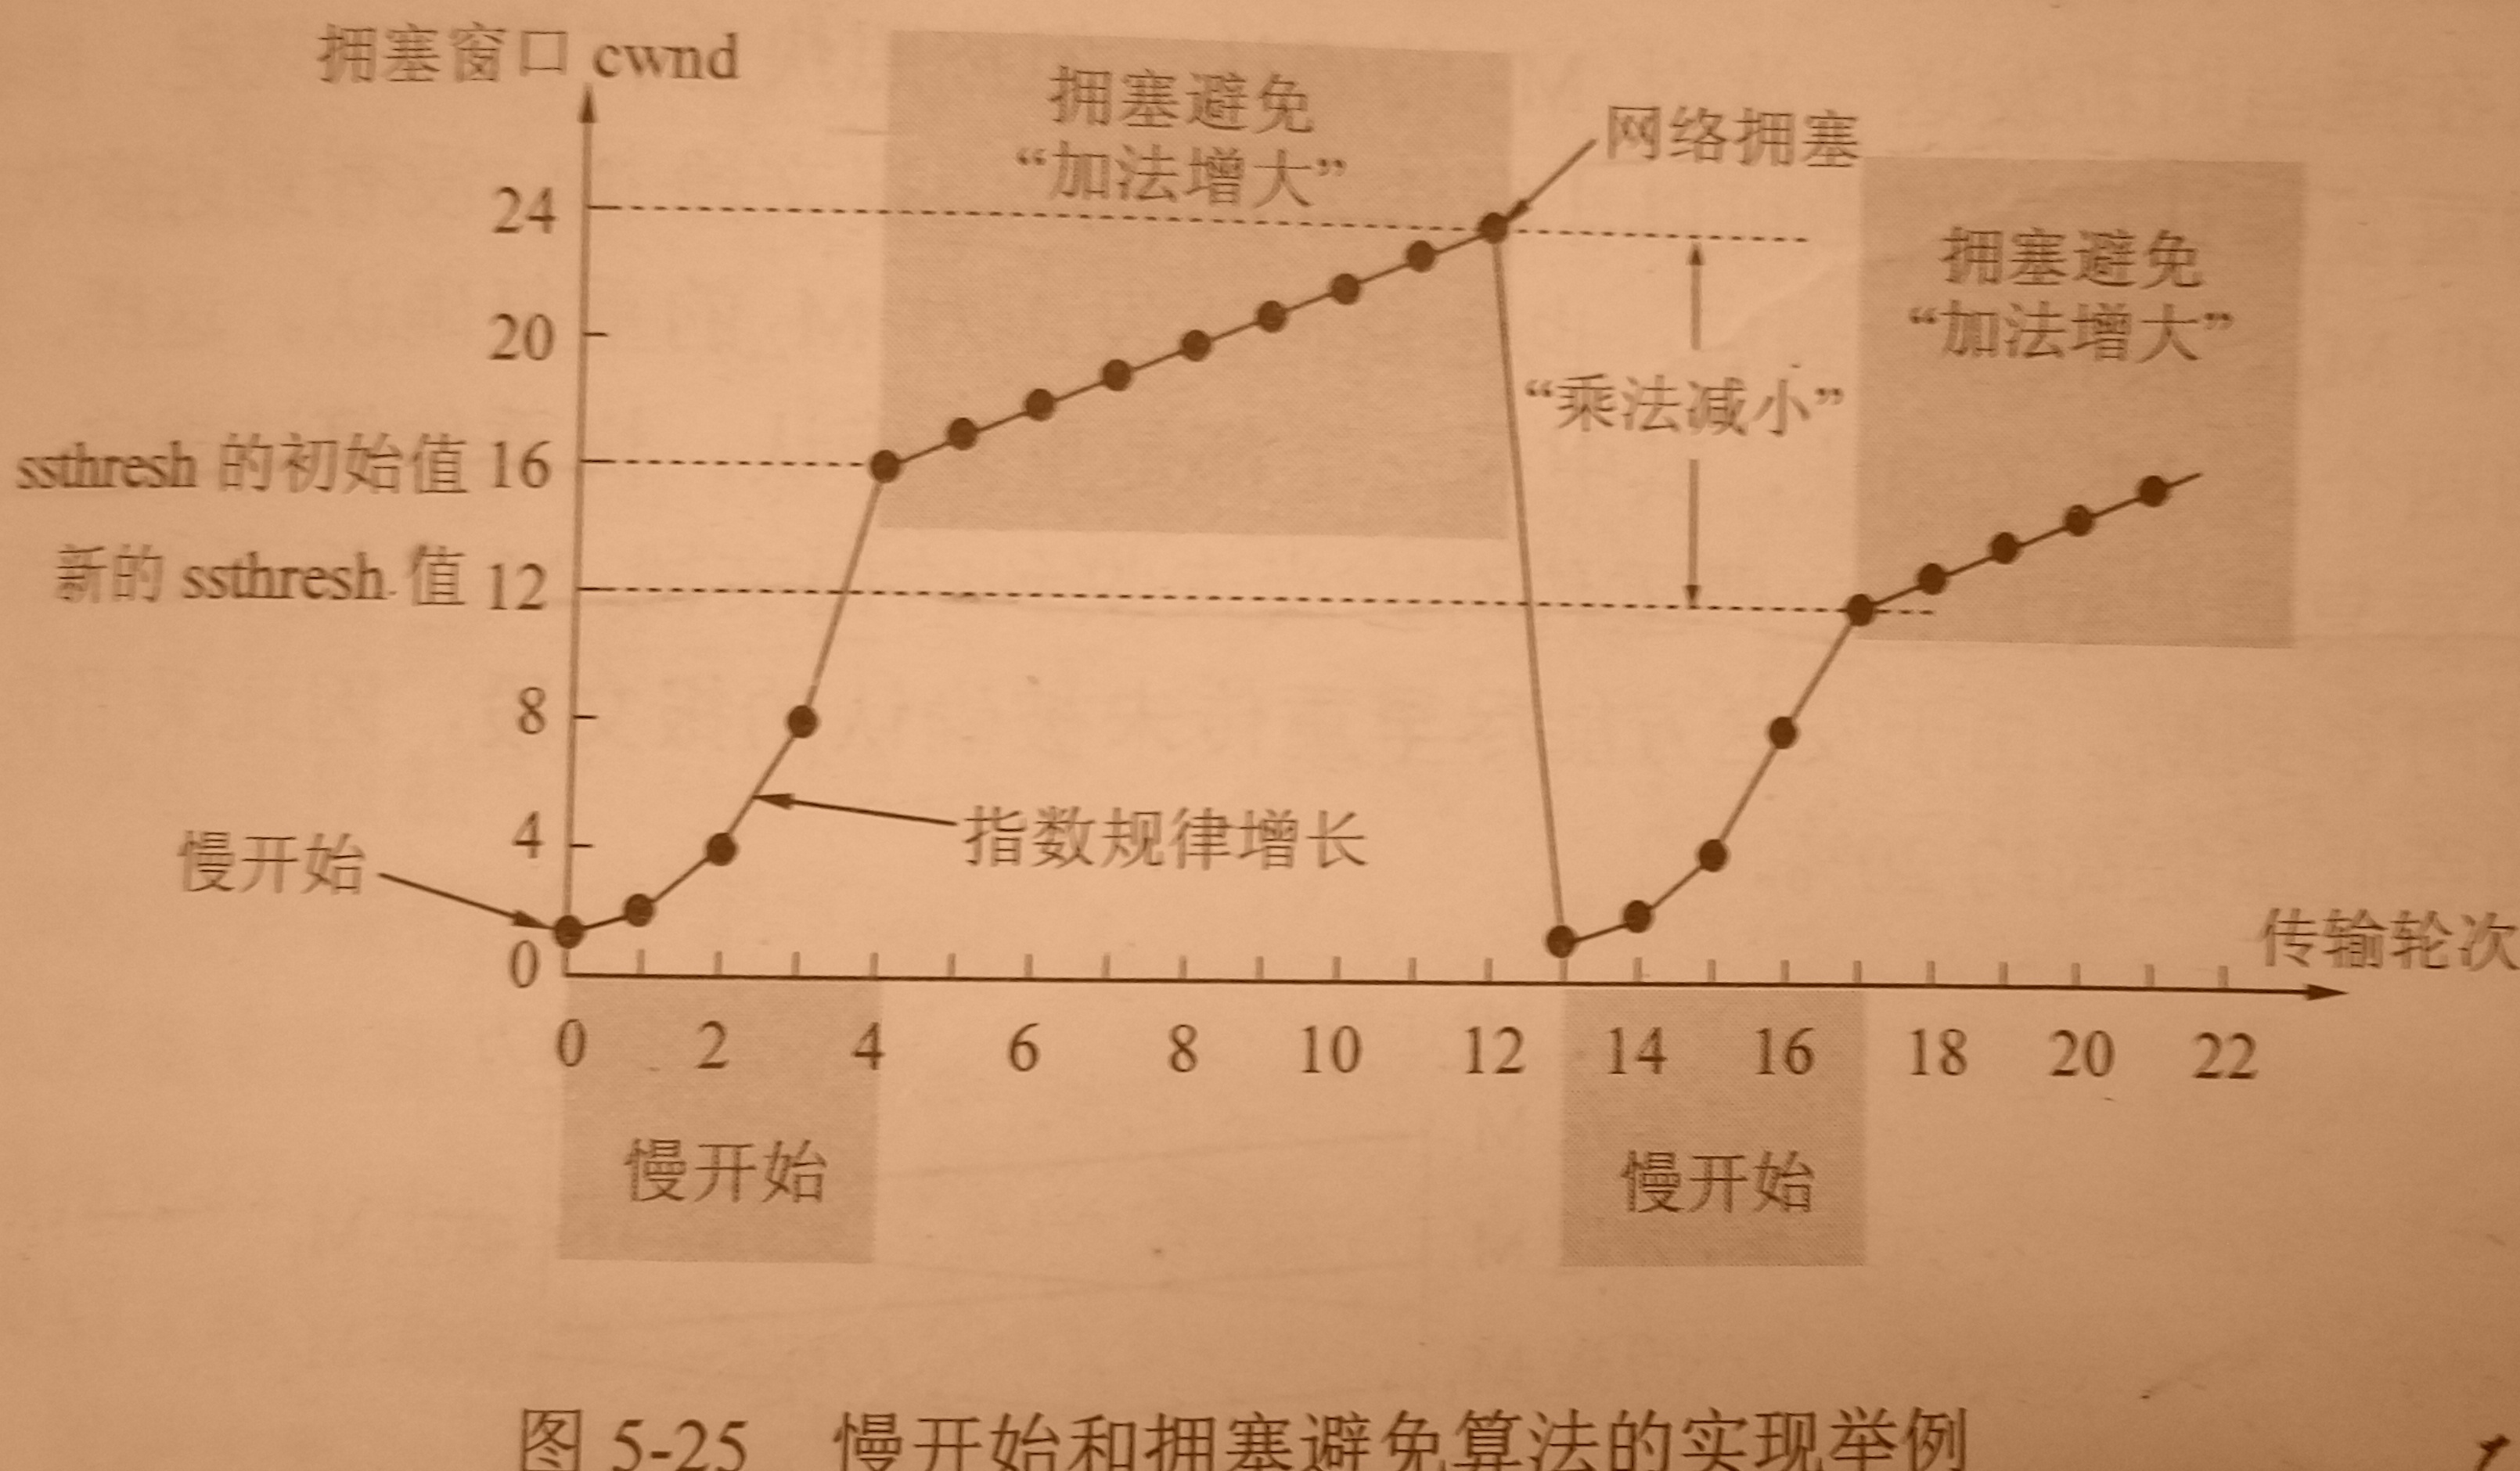 拥塞窗口 cwnd
拥塞避免
“加法增大”
网络拥塞
24
拥塞避免
“加法增大”
20
“乘法减小”
ssthresh 的初始值 16
新的 ssthresh 值 12
8
指数规律增长
4
慢开始
传输轮次
0
0 2 4 6 8 10 12 14 16 18 20 22
慢开始
慢开始
图 5-25 慢开始和拥塞避免算法的实现举例